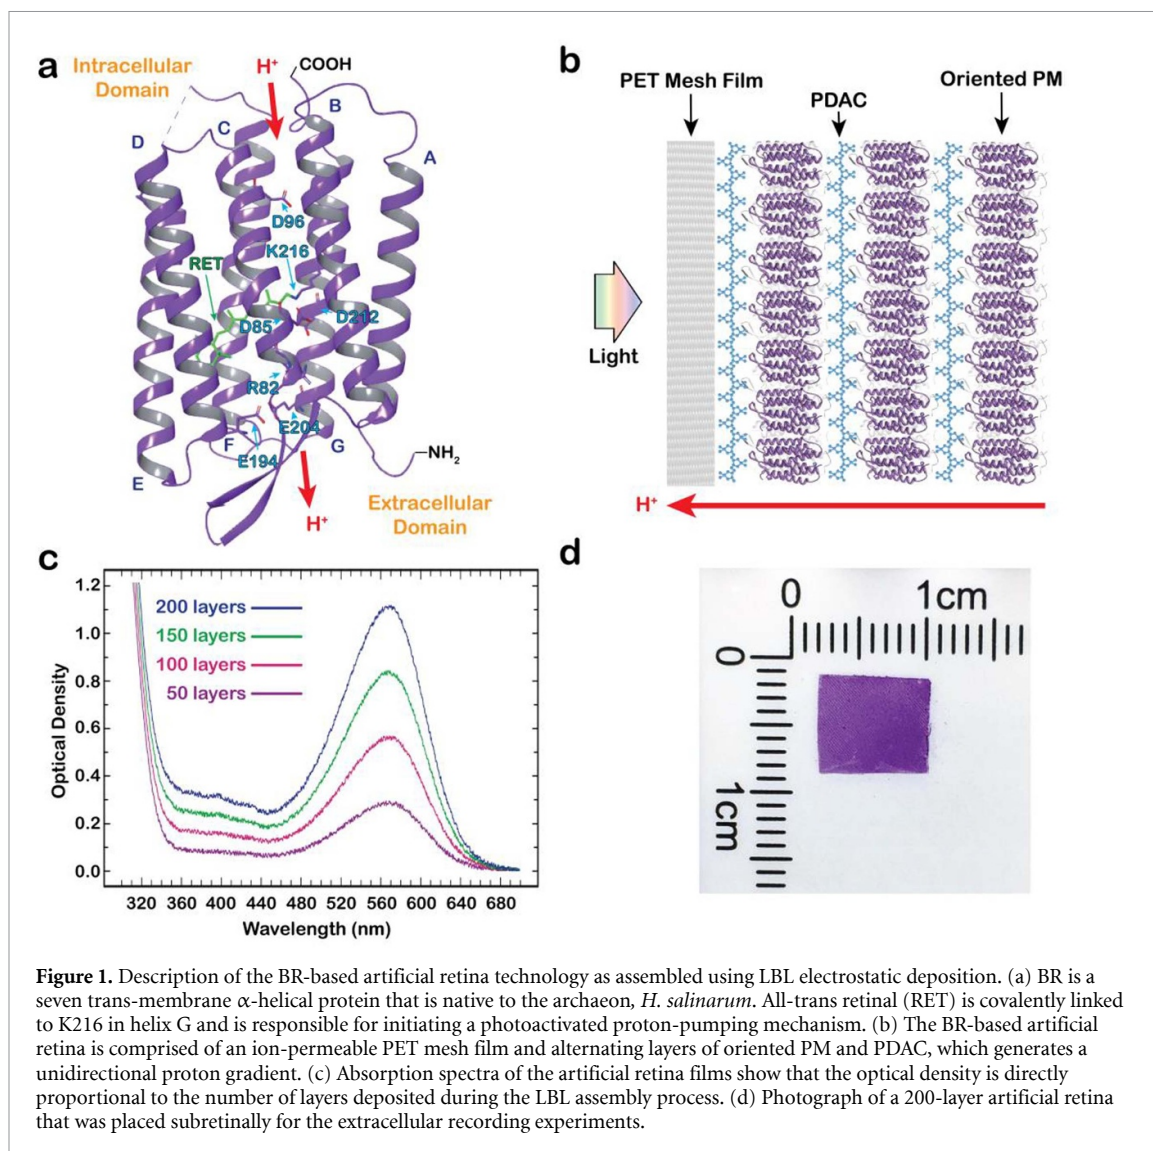 a
Intracellular
Domain
H⁺
COOH
B
C
D
A
D96
K216
RET
D85
D212
R82
E204
F
G
E194
E
–NH₂
Extracellular
Domain
H⁺
b
PET Mesh Film
PDAC
Oriented PM
Light
H⁺
c
200 layers
150 layers
100 layers
50 layers
Optical Density
1.2
1.0
0.8
0.6
0.4
0.2
0.0
320 360 400 440 480 520 560 600 640 680
Wavelength (nm)
d
0 1cm
0
1cm
Figure 1. Description of the BR-based artificial retina technology as assembled using LBL electrostatic deposition. (a) BR is a
seven trans-membrane α-helical protein that is native to the archaeon, H. salinarum. All-trans retinal (RET) is covalently linked
to K216 in helix G and is responsible for initiating a photoactivated proton-pumping mechanism. (b) The BR-based artificial
retina is comprised of an ion-permeable PET mesh film and alternating layers of oriented PM and PDAC, which generates a
unidirectional proton gradient. (c) Absorption spectra of the artificial retina films show that the optical density is directly
proportional to the number of layers deposited during the LBL assembly process. (d) Photograph of a 200-layer artificial retina
that was placed subretinally for the extracellular recording experiments.